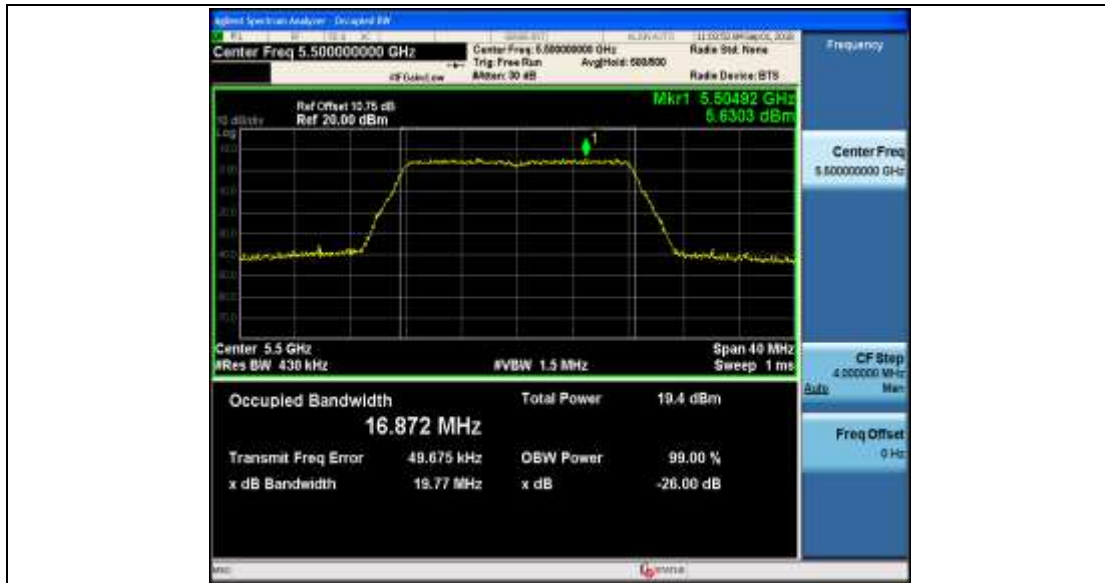 Agilent Spectrum Analyzer - Occupied BW
Center Freq 5.500000000 GHz
Center Freq: 5.500000000 GHz
Trig: Free Run
Avg|Hold: 500/500
#IFGain:Low
#Atten: 30 dB
Radio Std: None
Radio Device: BTS
Frequency
Ref Offset 10.75 dB
Ref 20.00 dBm
10 dB/div
Log
Mkr1 5.50492 GHz
5.6303 dBm
1
Center Freq
5.500000000 GHz
Center 5.5 GHz
Span 40 MHz
#Res BW 430 kHz
#VBW 1.5 MHz
Sweep 1 ms
CF Step
4.000000 MHz
Auto
Man
Occupied Bandwidth
16.872 MHz
Total Power
19.4 dBm
Freq Offset
0 Hz
Transmit Freq Error
49.675 kHz
OBW Power
99.00 %
x dB Bandwidth
19.77 MHz
x dB
-26.00 dB
MSG
STATUS